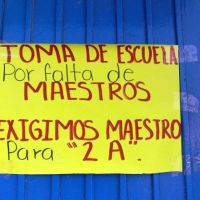 TOMA DE ESCUELA
Por falta de
MAESTROS
EXIGIMOS MAESTRO
Para "2 A".